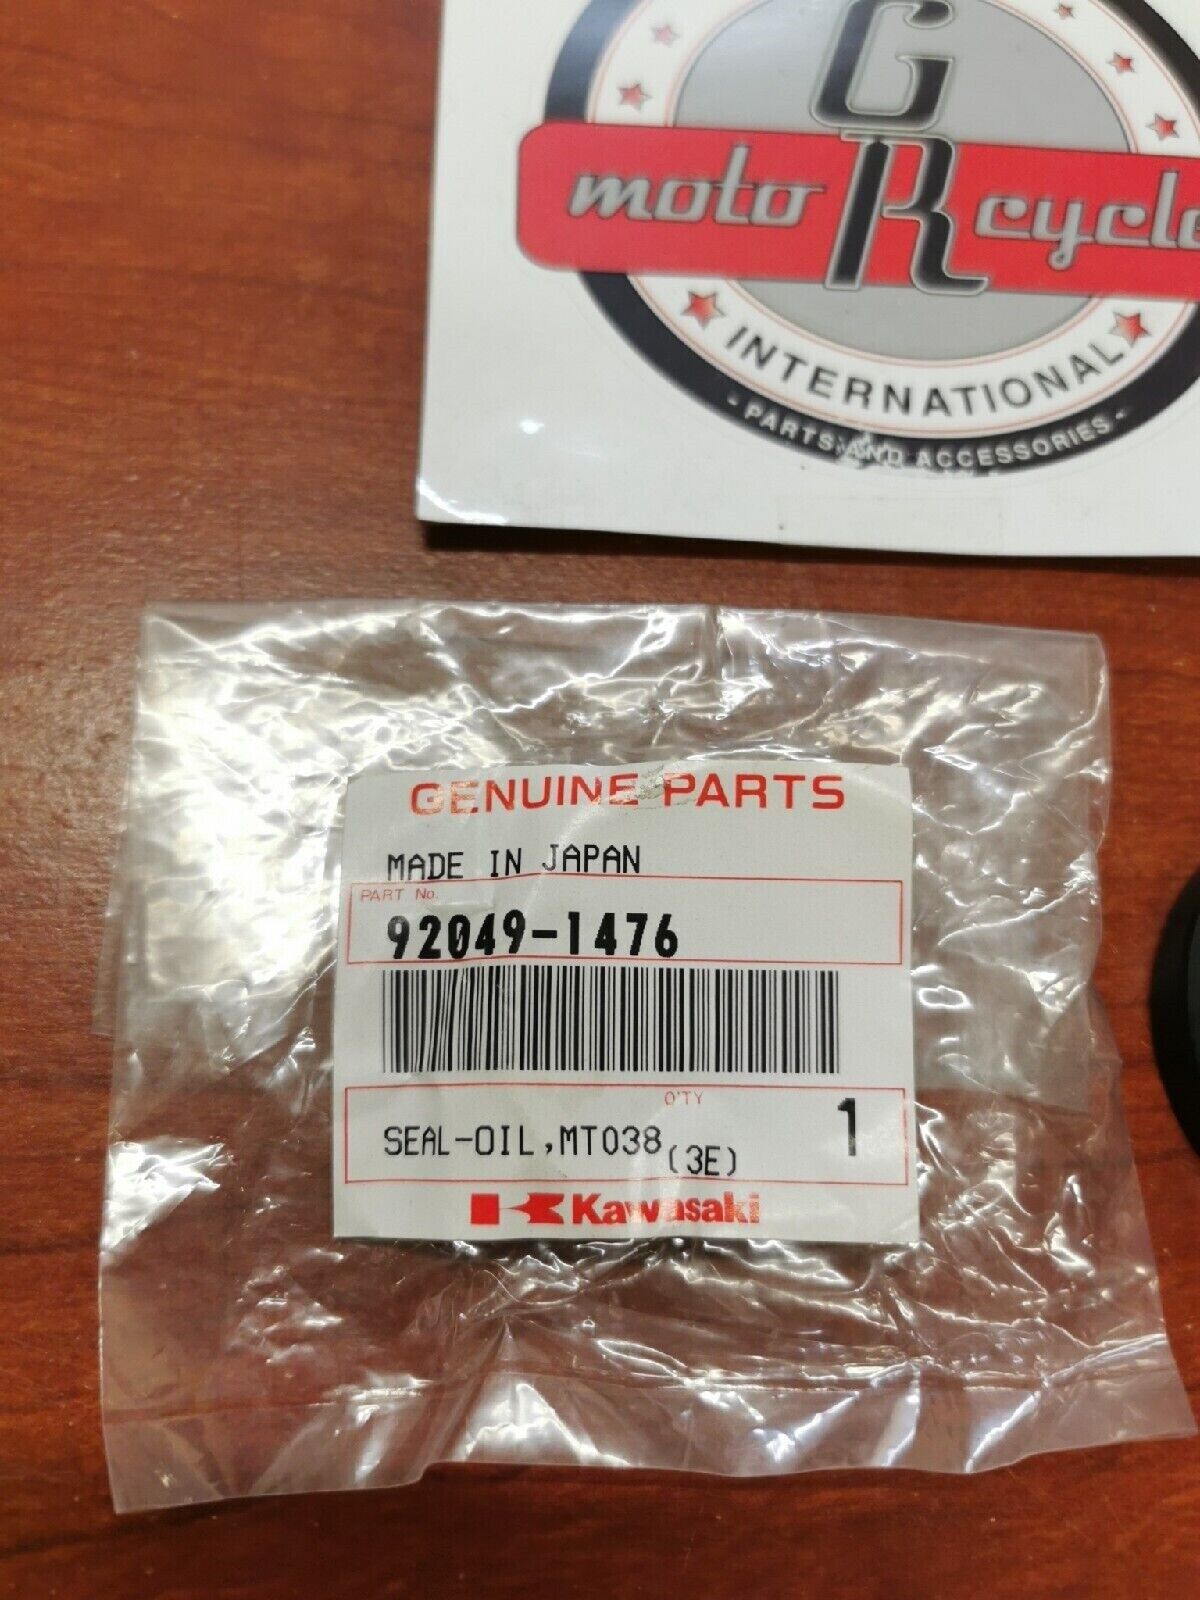 GR
moto Rcycle
INTERNATIONAL
- PARTS AND ACCESSORIES -
GENUINE PARTS
MADE IN JAPAN
PART No.
92049-1476
Q'TY
SEAL-OIL,MT038(3E) 1
Kawasaki